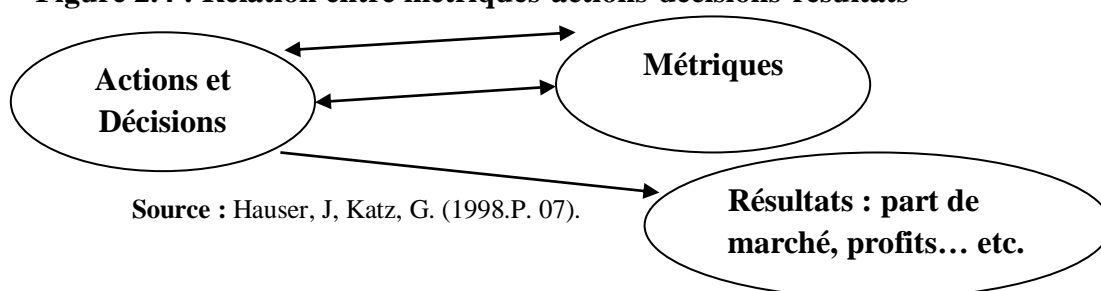 Figure 2.4 : Relation entre métriques-actions-décisions-résultats
Actions et
Décisions
Métriques
Source : Hauser, J, Katz, G. (1998.P. 07).
Résultats : part de
marché, profits… etc.